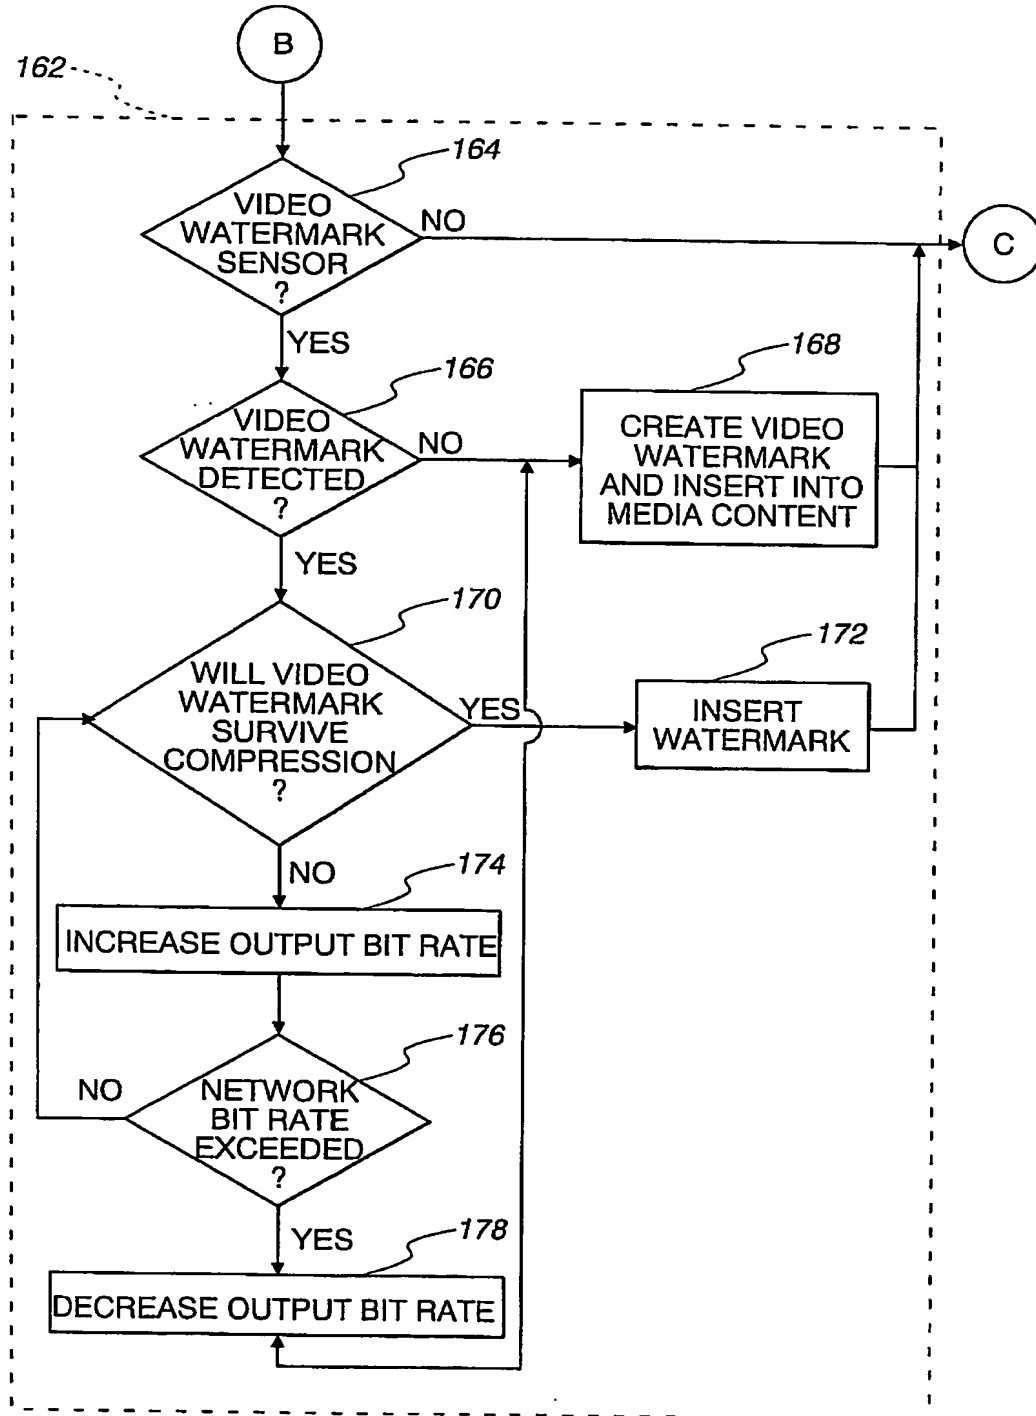 B
162
164
VIDEO
WATERMARK
SENSOR
?
NO
C
YES
166
VIDEO
WATERMARK
DETECTED
?
NO
168
CREATE VIDEO
WATERMARK
AND INSERT INTO
MEDIA CONTENT
YES
170
WILL VIDEO
WATERMARK
SURVIVE
COMPRESSION
?
YES
172
INSERT
WATERMARK
NO
174
INCREASE OUTPUT BIT RATE
176
NETWORK
BIT RATE
EXCEEDED
?
NO
YES
178
DECREASE OUTPUT BIT RATE